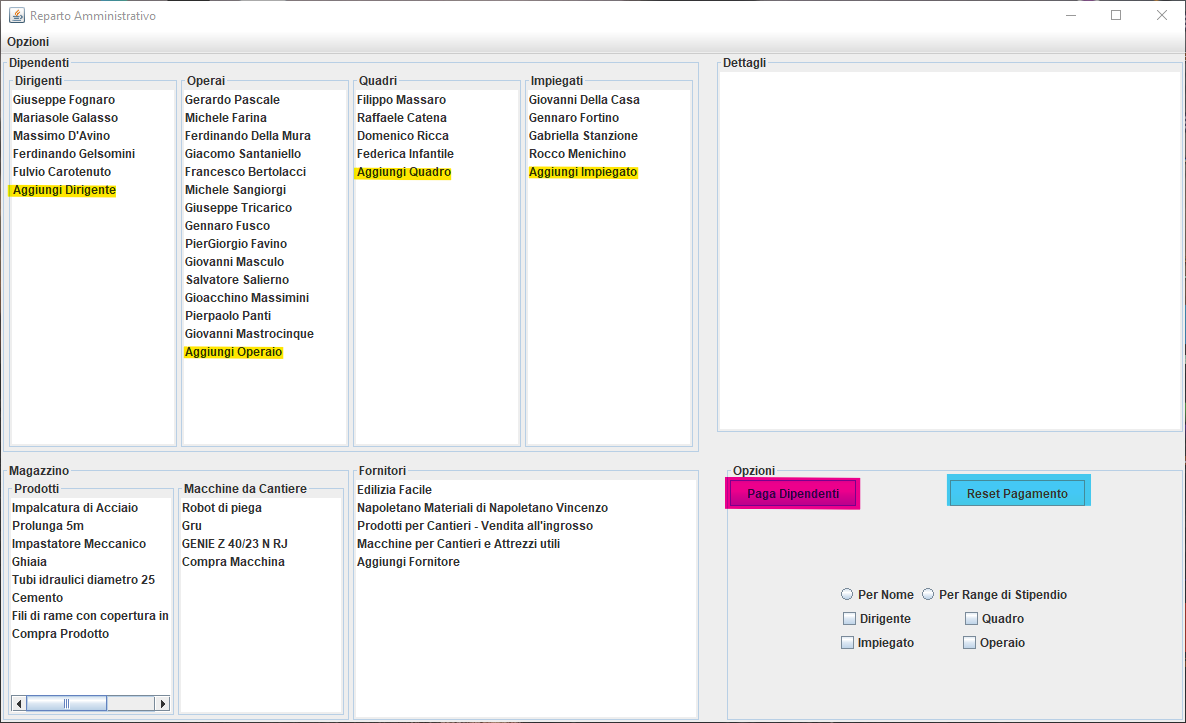 Reparto Amministrativo
Opzioni
Dipendenti
Dirigenti
Giuseppe Fognaro
Mariasole Galasso
Massimo D'Avino
Ferdinando Gelsomini
Fulvio Carotenuto
Aggiungi Dirigente
Operai
Gerardo Pascale
Michele Farina
Ferdinando Della Mura
Giacomo Santaniello
Francesco Bertolacci
Michele Sangiorgi
Giuseppe Tricarico
Gennaro Fusco
PierGiorgio Favino
Giovanni Masculo
Salvatore Salierno
Gioacchino Massimini
Pierpaolo Panti
Giovanni Mastrocinque
Aggiungi Operaio
Quadri
Filippo Massaro
Raffaele Catena
Domenico Ricca
Federica Infantile
Aggiungi Quadro
Impiegati
Giovanni Della Casa
Gennaro Fortino
Gabriella Stanzione
Rocco Menichino
Aggiungi Impiegato
Dettagli
Magazzino
Prodotti
Impalcatura di Acciaio
Prolunga 5m
Impastatore Meccanico
Ghiaia
Tubi idraulici diametro 25
Cemento
Fili di rame con copertura in
Compra Prodotto
Macchine da Cantiere
Robot di piega
Gru
GENIE Z 40/23 N RJ
Compra Macchina
Fornitori
Edilizia Facile
Napoletano Materiali di Napoletano Vincenzo
Prodotti per Cantieri - Vendita all'ingrosso
Macchine per Cantieri e Attrezzi utili
Aggiungi Fornitore
Opzioni
Paga Dipendenti
Reset Pagamento
Per Nome
Per Range di Stipendio
Dirigente
Quadro
Impiegato
Operaio